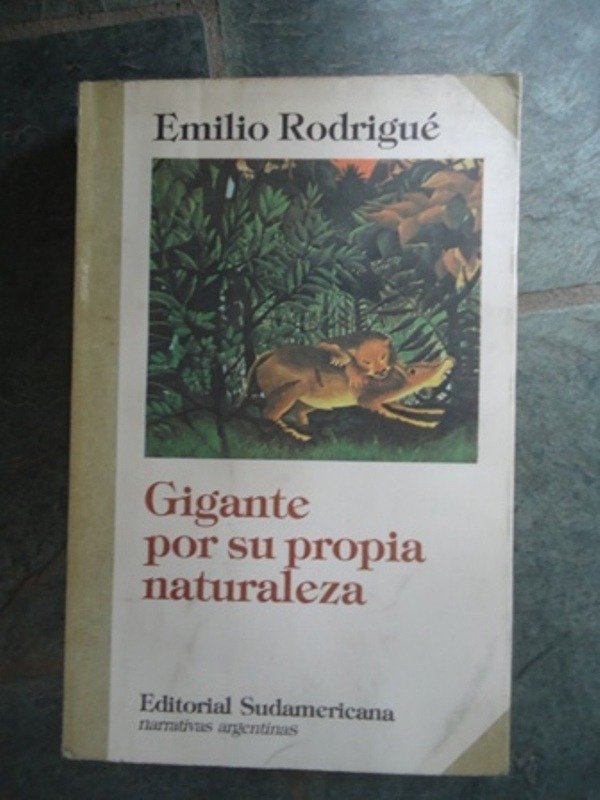 Emilio Rodrigué
Gigante
por su propia
naturaleza
Editorial Sudamericana
narrativas argentinas